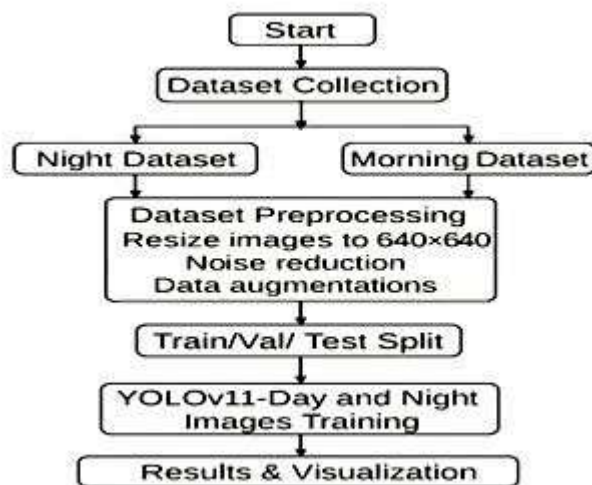 Start
Dataset Collection
Night Dataset
Morning Dataset
Dataset Preprocessing
Resize images to 640×640
Noise reduction
Data augmentations
Train/Val/ Test Split
YOLOv11-Day and Night
Images Training
Results & Visualization